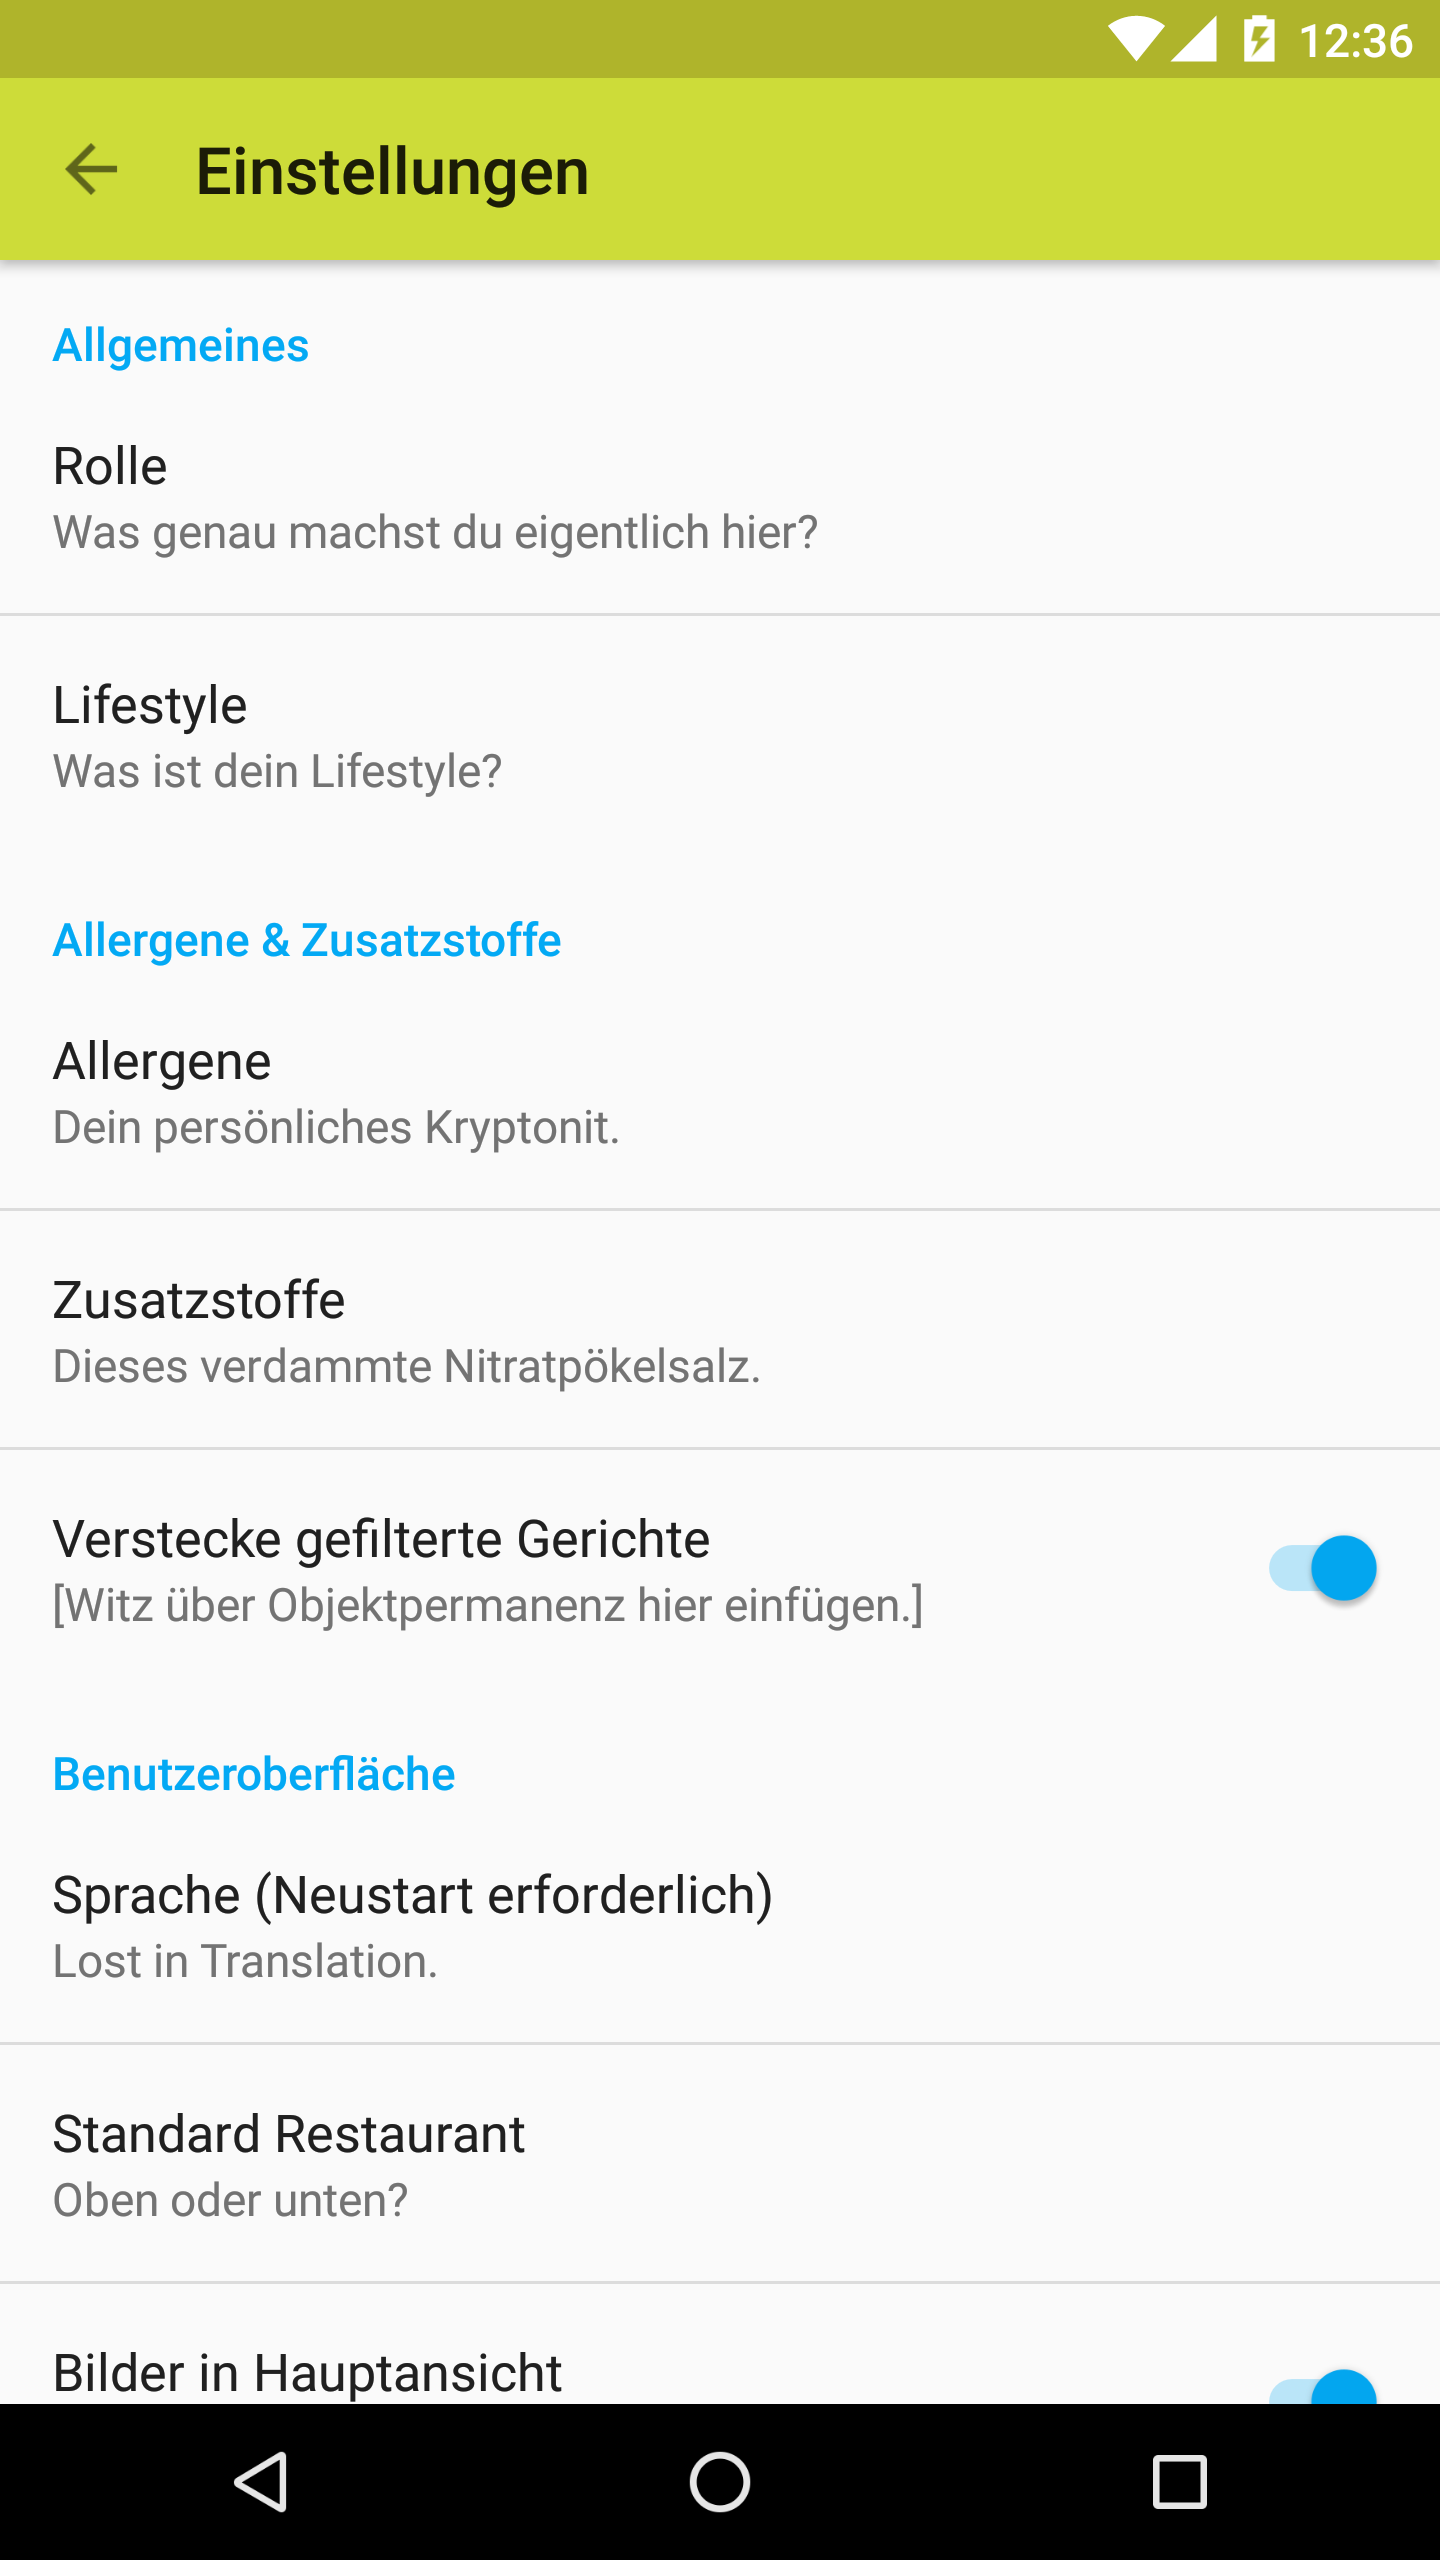 12:36
Einstellungen
Allgemeines
Rolle
Was genau machst du eigentlich hier?
Lifestyle
Was ist dein Lifestyle?
Allergene & Zusatzstoffe
Allergene
Dein persönliches Kryptonit.
Zusatzstoffe
Dieses verdammte Nitratpökelsalz.
Verstecke gefilterte Gerichte
[Witz über Objektpermanenz hier einfügen.]
Benutzeroberfläche
Sprache (Neustart erforderlich)
Lost in Translation.
Standard Restaurant
Oben oder unten?
Bilder in Hauptansicht